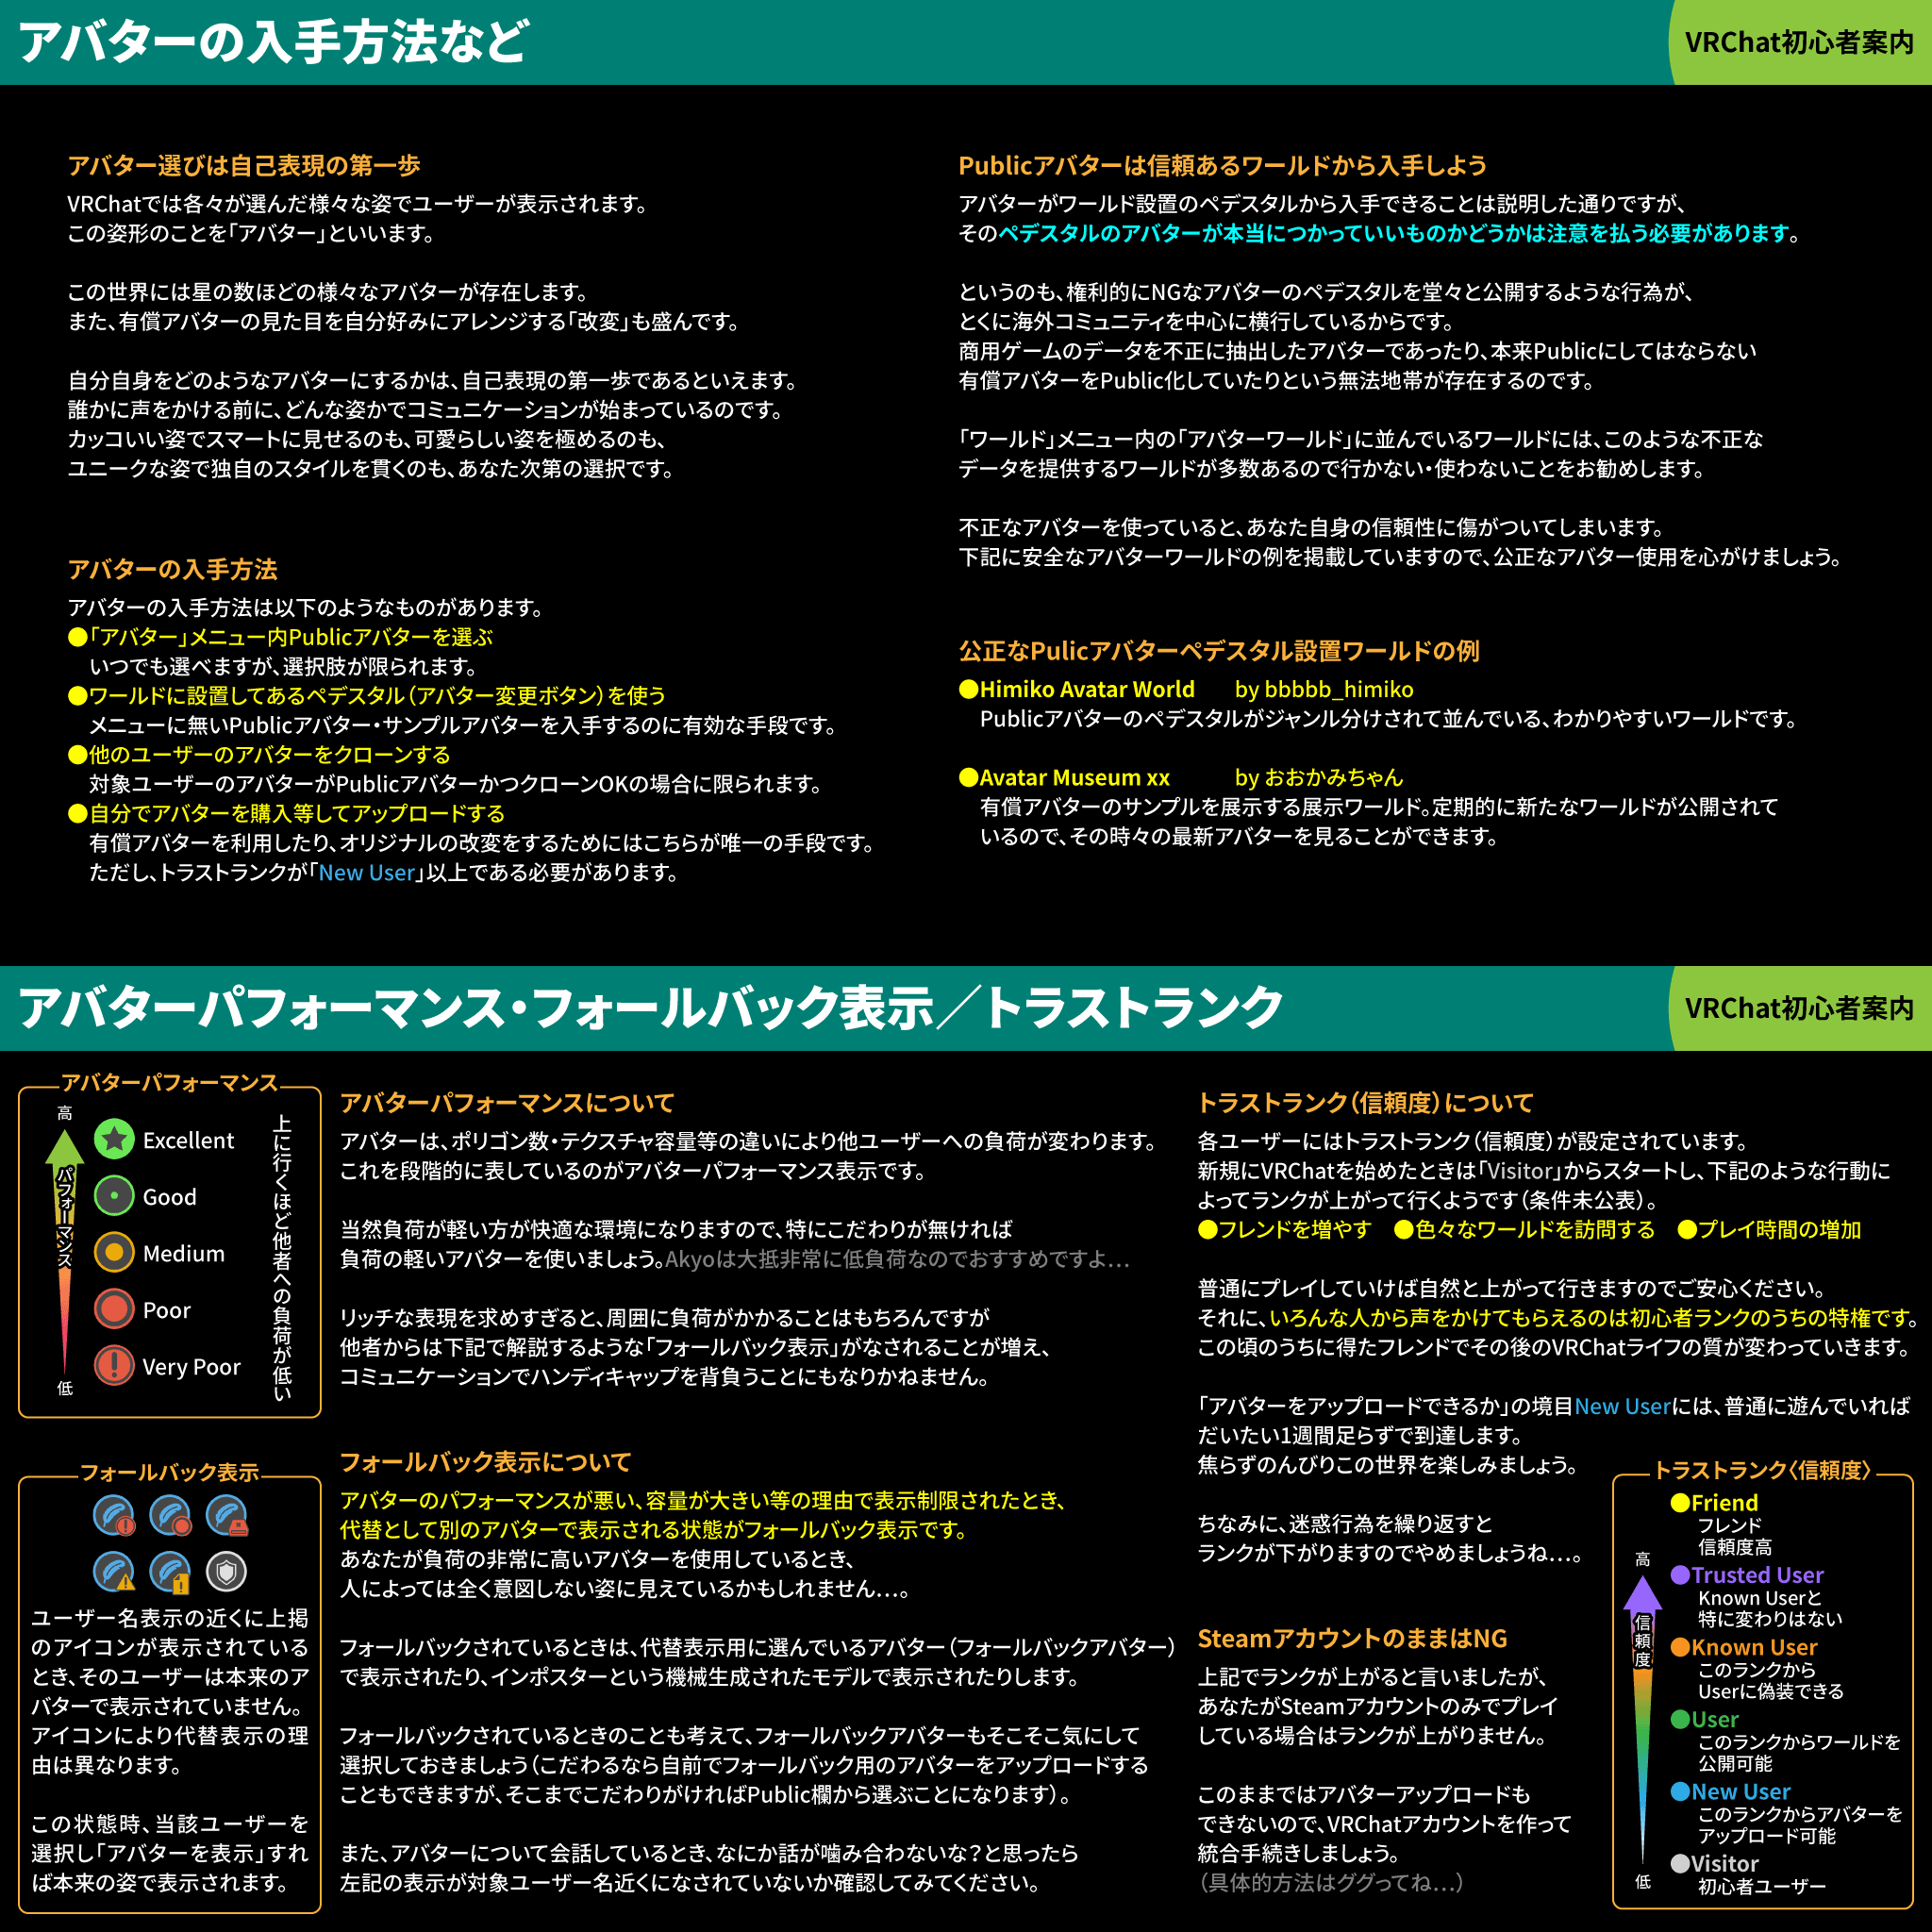 アバターの入手方法など
VRChat初心者案内
アバター選びは自己表現の第一歩
VRChatでは各々が選んだ様々な姿でユーザーが表示されます。
この姿形のことを「アバター」といいます。
この世界には星の数ほどの様々なアバターが存在します。
また、有償アバターの見た目を自分好みにアレンジする「改変」も盛んです。
自分自身をどのようなアバターにするかは、自己表現の第一歩であるといえます。
誰かに声をかける前に、どんな姿かでコミュニケーションが始まっているのです。
カッコいい姿でスマートに見せるのも、可愛らしい姿を極めるのも、
ユニークな姿で独自のスタイルを貫くのも、あなた次第の選択です。
アバターの入手方法
アバターの入手方法は以下のようなものがあります。
●「アバター」メニュー内Publicアバターを選ぶ
いつでも選べますが、選択肢が限られます。
●ワールドに設置してあるペデスタル(アバター変更ボタン)を使う
メニューに無いPublicアバター・サンプルアバターを入手するのに有効な手段です。
●他のユーザーのアバターをクローンする
対象ユーザーのアバターがPublicアバターかつクローンOKの場合に限られます。
●自分でアバターを購入等してアップロードする
有償アバターを利用したり、オリジナルの改変をするためにはこちらが唯一の手段です。
ただし、トラストランクが「New User」以上である必要があります。
Publicアバターは信頼あるワールドから入手しよう
アバターがワールド設置のペデスタルから入手できることは説明した通りですが、
そのペデスタルのアバターが本当につかっていいものかどうかは注意を払う必要があります。
というのも、権利的にNGなアバターのペデスタルを堂々と公開するような行為が、
とくに海外コミュニティを中心に横行しているからです。
商用ゲームのデータを不正に抽出したアバターであったり、本来Publicにしてはならない
有償アバターをPublic化していたりという無法地帯が存在するのです。
「ワールド」メニュー内の「アバターワールド」に並んでいるワールドには、このような不正な
データを提供するワールドが多数あるので行かない・使わないことをお勧めします。
不正なアバターを使っていると、あなた自身の信頼性に傷がついてしまいます。
下記に安全なアバターワールドの例を掲載していますので、公正なアバター使用を心がけましょう。
公正なPulicアバターペデスタル設置ワールドの例
●Himiko Avatar World by bbbbb_himiko
Publicアバターのペデスタルがジャンル分けされて並んでいる、わかりやすいワールドです。
●Avatar Museum xx by おおかみちゃん
有償アバターのサンプルを展示する展示ワールド。定期的に新たなワールドが公開されて
いるので、その時々の最新アバターを見ることができます。
アバターパフォーマンス・フォールバック表示／トラストランク
VRChat初心者案内
アバターパフォーマンス
高
パフォーマンス
低
Excellent
Good
Medium
Poor
Very Poor
上に行くほど他者への負荷が低い
フォールバック表示
ユーザー名表示の近くに上掲
のアイコンが表示されている
とき、そのユーザーは本来のア
バターで表示されていません。
アイコンにより代替表示の理
由は異なります。
この状態時、当該ユーザーを
選択し「アバターを表示」すれ
ば本来の姿で表示されます。
アバターパフォーマンスについて
アバターは、ポリゴン数・テクスチャ容量等の違いにより他ユーザーへの負荷が変わります。
これを段階的に表しているのがアバターパフォーマンス表示です。
当然負荷が軽い方が快適な環境になりますので、特にこだわりが無ければ
負荷の軽いアバターを使いましょう。Akyoは大抵非常に低負荷なのでおすすめですよ…
リッチな表現を求めすぎると、周囲に負荷がかかることはもちろんですが
他者からは下記で解説するような「フォールバック表示」がなされることが増え、
コミュニケーションでハンディキャップを背負うことにもなりかねません。
フォールバック表示について
アバターのパフォーマンスが悪い、容量が大きい等の理由で表示制限されたとき、
代替として別のアバターで表示される状態がフォールバック表示です。
あなたが負荷の非常に高いアバターを使用しているとき、
人によっては全く意図しない姿に見えているかもしれません…。
フォールバックされているときは、代替表示用に選んでいるアバター(フォールバックアバター)
で表示されたり、インポスターという機械生成されたモデルで表示されたりします。
フォールバックされているときのことも考えて、フォールバックアバターもそこそこ気にして
選択しておきましょう(こだわるなら自前でフォールバック用のアバターをアップロードする
こともできますが、そこまでこだわりがければPublic欄から選ぶことになります)。
また、アバターについて会話しているとき、なにか話が噛み合わないな？と思ったら
左記の表示が対象ユーザー名近くになされていないか確認してみてください。
トラストランク(信頼度)について
各ユーザーにはトラストランク(信頼度)が設定されています。
新規にVRChatを始めたときは「Visitor」からスタートし、下記のような行動に
よってランクが上がって行くようです(条件未公表)。
●フレンドを増やす ●色々なワールドを訪問する ●プレイ時間の増加
普通にプレイしていけば自然と上がって行きますのでご安心ください。
それに、いろんな人から声をかけてもらえるのは初心者ランクのうちの特権です。
この頃のうちに得たフレンドでその後のVRChatライフの質が変わっていきます。
「アバターをアップロードできるか」の境目New Userには、普通に遊んでいれば
だいたい1週間足らずで到達します。
焦らずのんびりこの世界を楽しみましょう。
ちなみに、迷惑行為を繰り返すと
ランクが下がりますのでやめましょうね…。
SteamアカウントのままはNG
上記でランクが上がると言いましたが、
あなたがSteamアカウントのみでプレイ
している場合はランクが上がりません。
このままではアバターアップロードも
できないので、VRChatアカウントを作って
統合手続きしましょう。
(具体的方法はググってね…)
トラストランク〈信頼度〉
高
信頼度
低
●Friend
フレンド
信頼度高
●Trusted User
Known Userと
特に変わりはない
●Known User
このランクから
Userに偽装できる
●User
このランクからワールドを
公開可能
●New User
このランクからアバターを
アップロード可能
●Visitor
初心者ユーザー